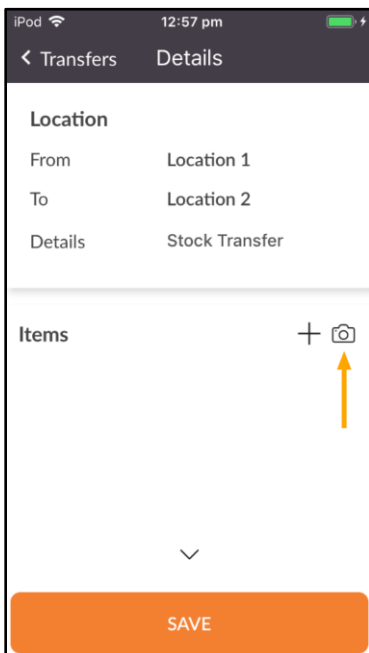 iPod 12:57 pm
Transfers Details
Location
From Location 1
To Location 2
Details Stock Transfer
Items
SAVE